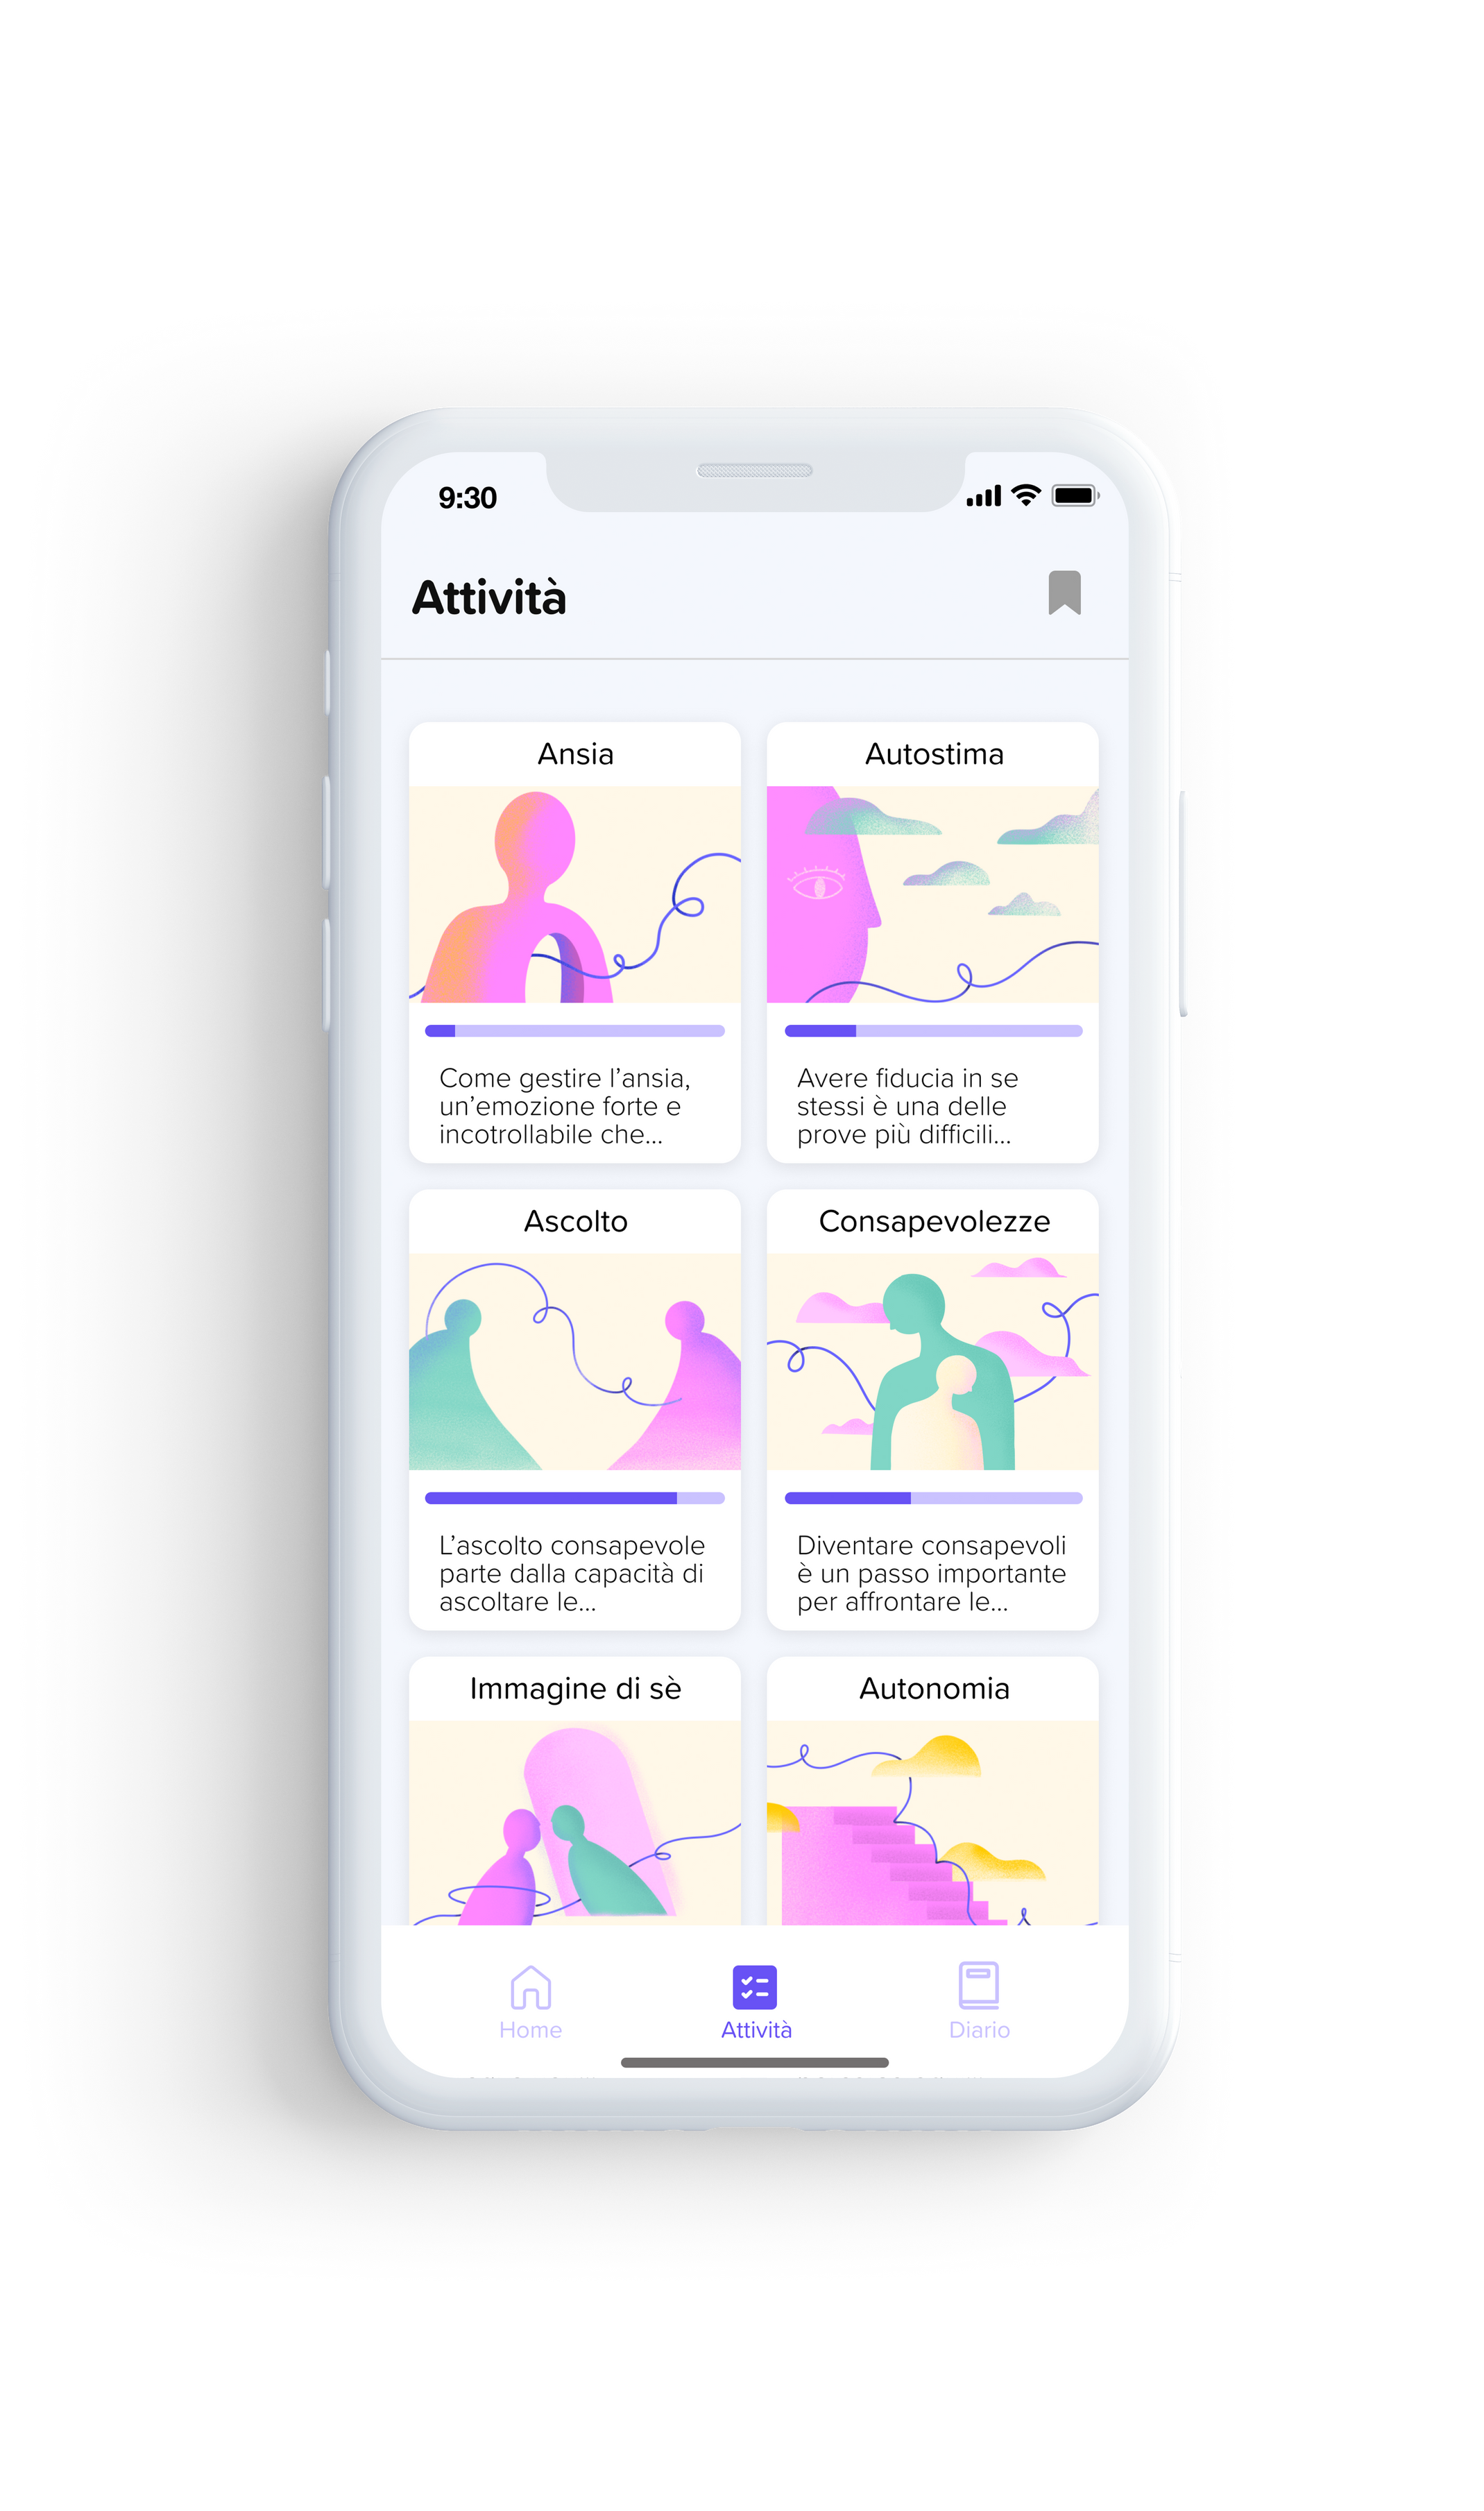 9:30
Attività
Ansia
Come gestire l'ansia,
un'emozione forte e
incotrollabile che...
Autostima
Avere fiducia in se
stessi è una delle
prove più difficili...
Ascolto
L'ascolto consapevole
parte dalla capacità di
ascoltare le...
Consapevolezze
Diventare consapevoli
è un passo importante
per affrontare le...
Immagine di sè
Autonomia
Home
Attività
Diario